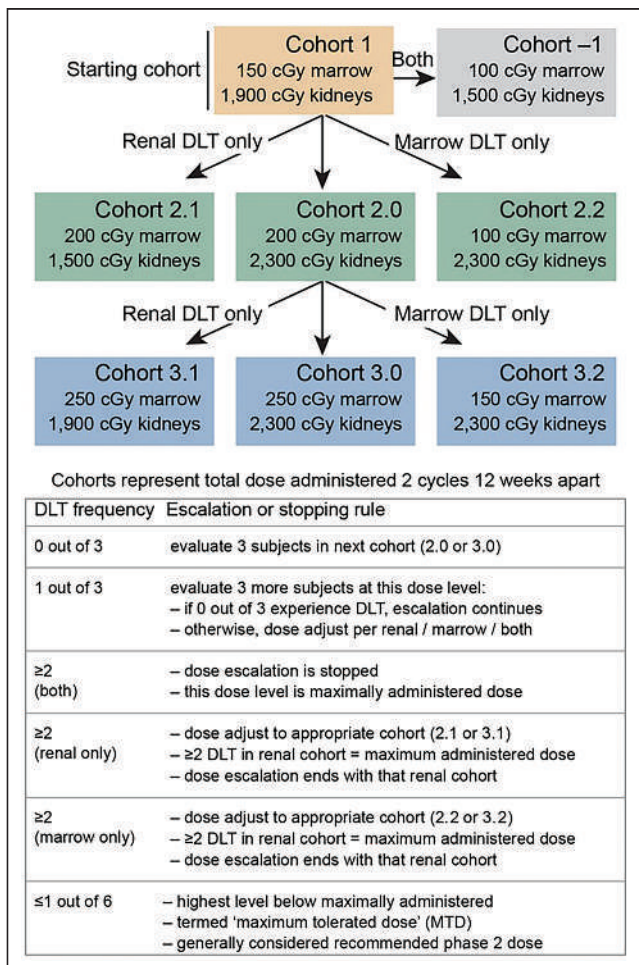 Starting cohort
Cohort 1
150 cGy marrow
1,900 cGy kidneys
Both
Cohort –1
100 cGy marrow
1,500 cGy kidneys
Renal DLT only
Marrow DLT only
Cohort 2.1
200 cGy marrow
1,500 cGy kidneys
Cohort 2.0
200 cGy marrow
2,300 cGy kidneys
Cohort 2.2
100 cGy marrow
2,300 cGy kidneys
Renal DLT only
Marrow DLT only
Cohort 3.1
250 cGy marrow
1,900 cGy kidneys
Cohort 3.0
250 cGy marrow
2,300 cGy kidneys
Cohort 3.2
150 cGy marrow
2,300 cGy kidneys
Cohorts represent total dose administered 2 cycles 12 weeks apart
DLT frequency Escalation or stopping rule
0 out of 3 evaluate 3 subjects in next cohort (2.0 or 3.0)
1 out of 3 evaluate 3 more subjects at this dose level:
– if 0 out of 3 experience DLT, escalation continues
– otherwise, dose adjust per renal / marrow / both
≥2 – dose escalation is stopped
(both) – this dose level is maximally administered dose
≥2 – dose adjust to appropriate cohort (2.1 or 3.1)
(renal only) – ≥2 DLT in renal cohort = maximum administered dose
– dose escalation ends with that renal cohort
≥2 – dose adjust to appropriate cohort (2.2 or 3.2)
(marrow only) – ≥2 DLT in renal cohort = maximum administered dose
– dose escalation ends with that renal cohort
≤1 out of 6 – highest level below maximally administered
– termed ‘maximum tolerated dose’ (MTD)
– generally considered recommended phase 2 dose